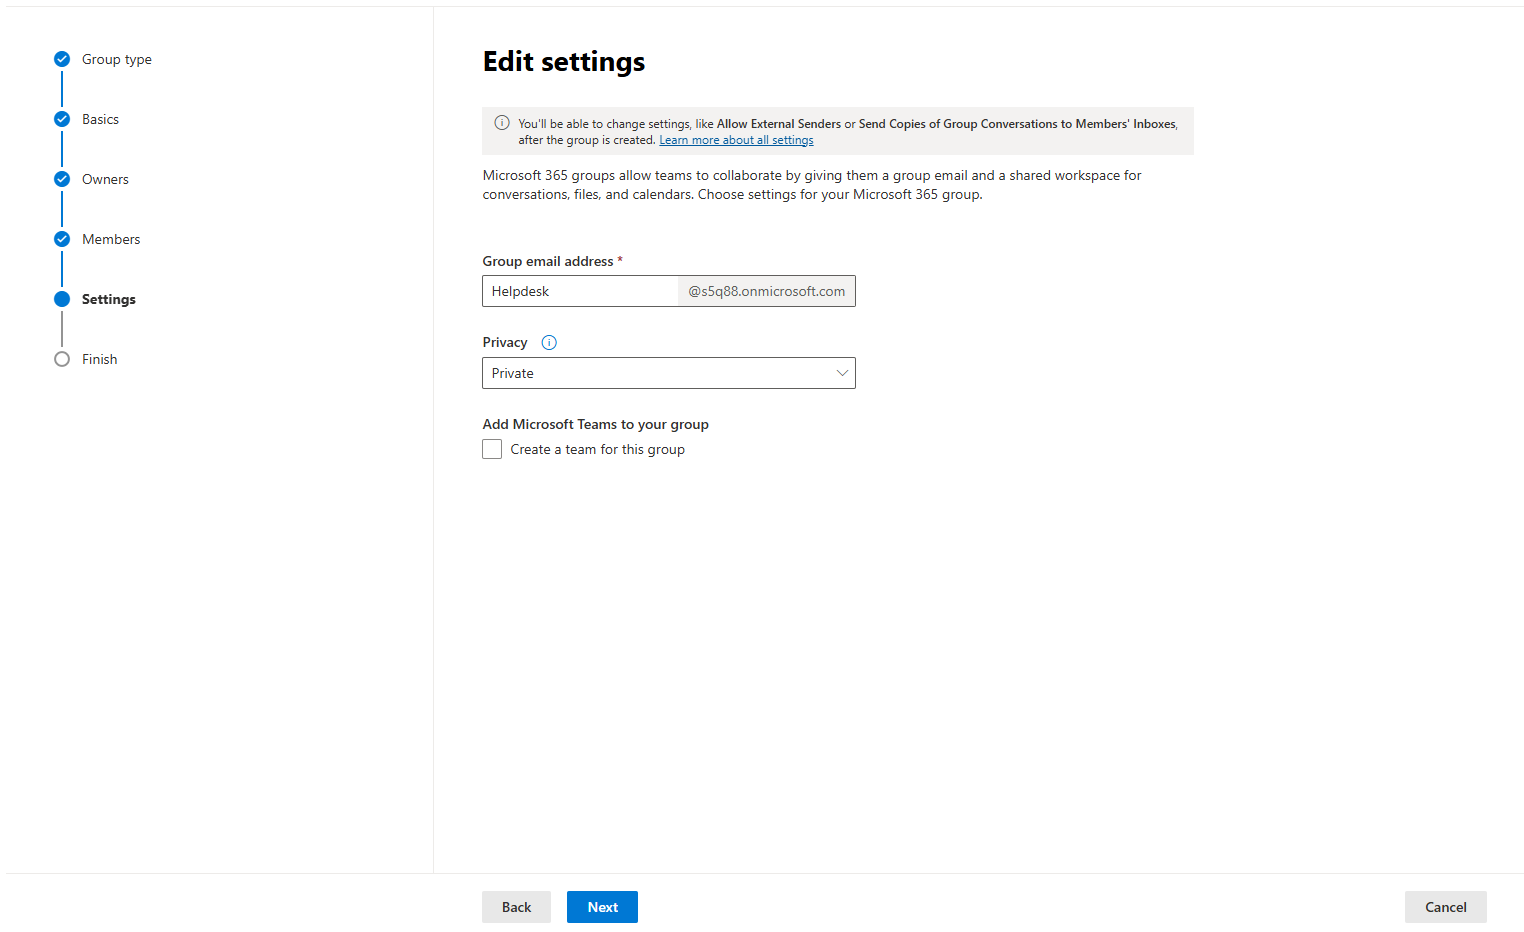 Group type
Basics
Owners
Members
Settings
Finish
Edit settings
You'll be able to change settings, like Allow External Senders or Send Copies of Group Conversations to Members' Inboxes,
after the group is created. Learn more about all settings
Microsoft 365 groups allow teams to collaborate by giving them a group email and a shared workspace for
conversations, files, and calendars. Choose settings for your Microsoft 365 group.
Group email address *
Helpdesk @s5q88.onmicrosoft.com
Privacy
Private
Add Microsoft Teams to your group
Create a team for this group
Back Next Cancel